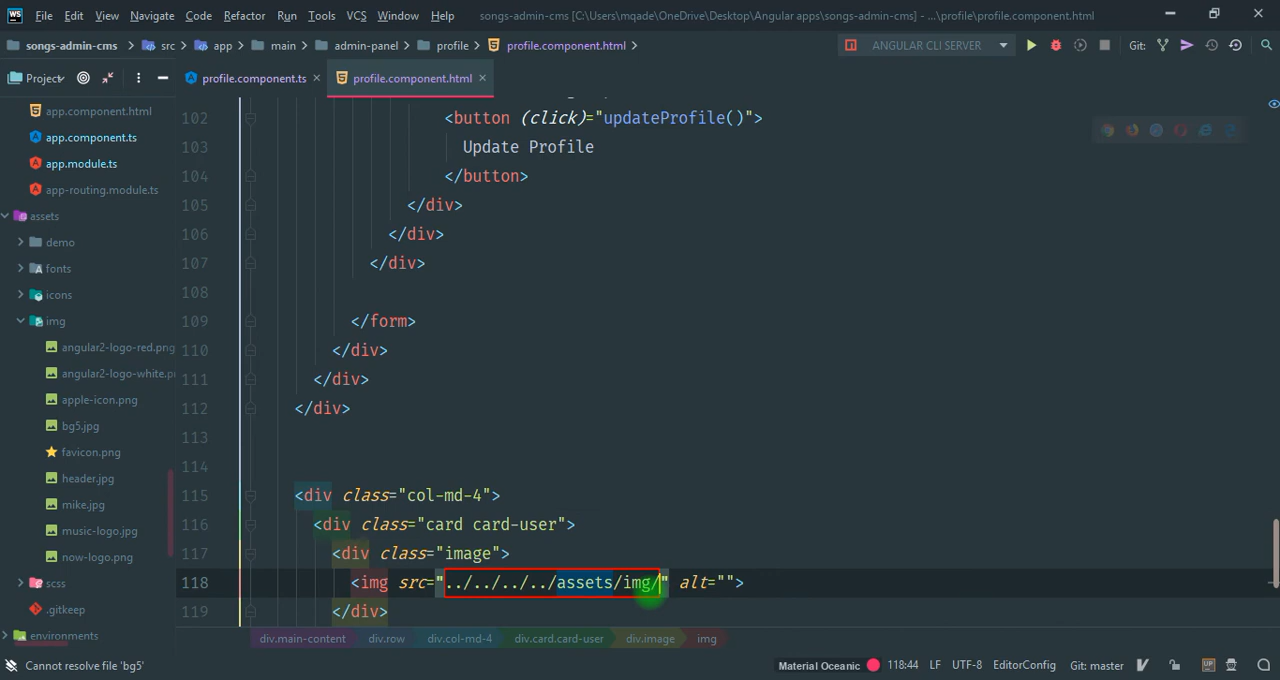 WS File Edit View Navigate Code Refactor Run Tools VCS Window Help songs-admin-cms [C:\Users\mqade\OneDrive\Desktop\Angular apps\songs-admin-cms] - ...\profile\profile.component.html
songs-admin-cms src app main admin-panel profile profile.component.html ANGULAR CLI SERVER Git:
Project profile.component.ts profile.component.html
app.component.html
app.component.ts
app.module.ts
app-routing.module.ts
assets
demo
fonts
icons
img
angular2-logo-red.png
angular2-logo-white.p
apple-icon.png
bg5.jpg
favicon.png
header.jpg
mike.jpg
music-logo.jpg
now-logo.png
scss
.gitkeep
environments
102 <button (click)="updateProfile()">
103 Update Profile
104 </button>
105 </div>
106 </div>
107 </div>
108
109 </form>
110 </div>
111 </div>
112 </div>
113
114
115 <div class="col-md-4">
116 <div class="card card-user">
117 <div class="image">
118 <img src="../../../../assets/img/" alt="">
119 </div>
div.main-content div.row div.col-md-4 div.card.card-user div.image img
Cannot resolve file 'bg5' Material Oceanic 118:44 LF UTF-8 EditorConfig Git: master